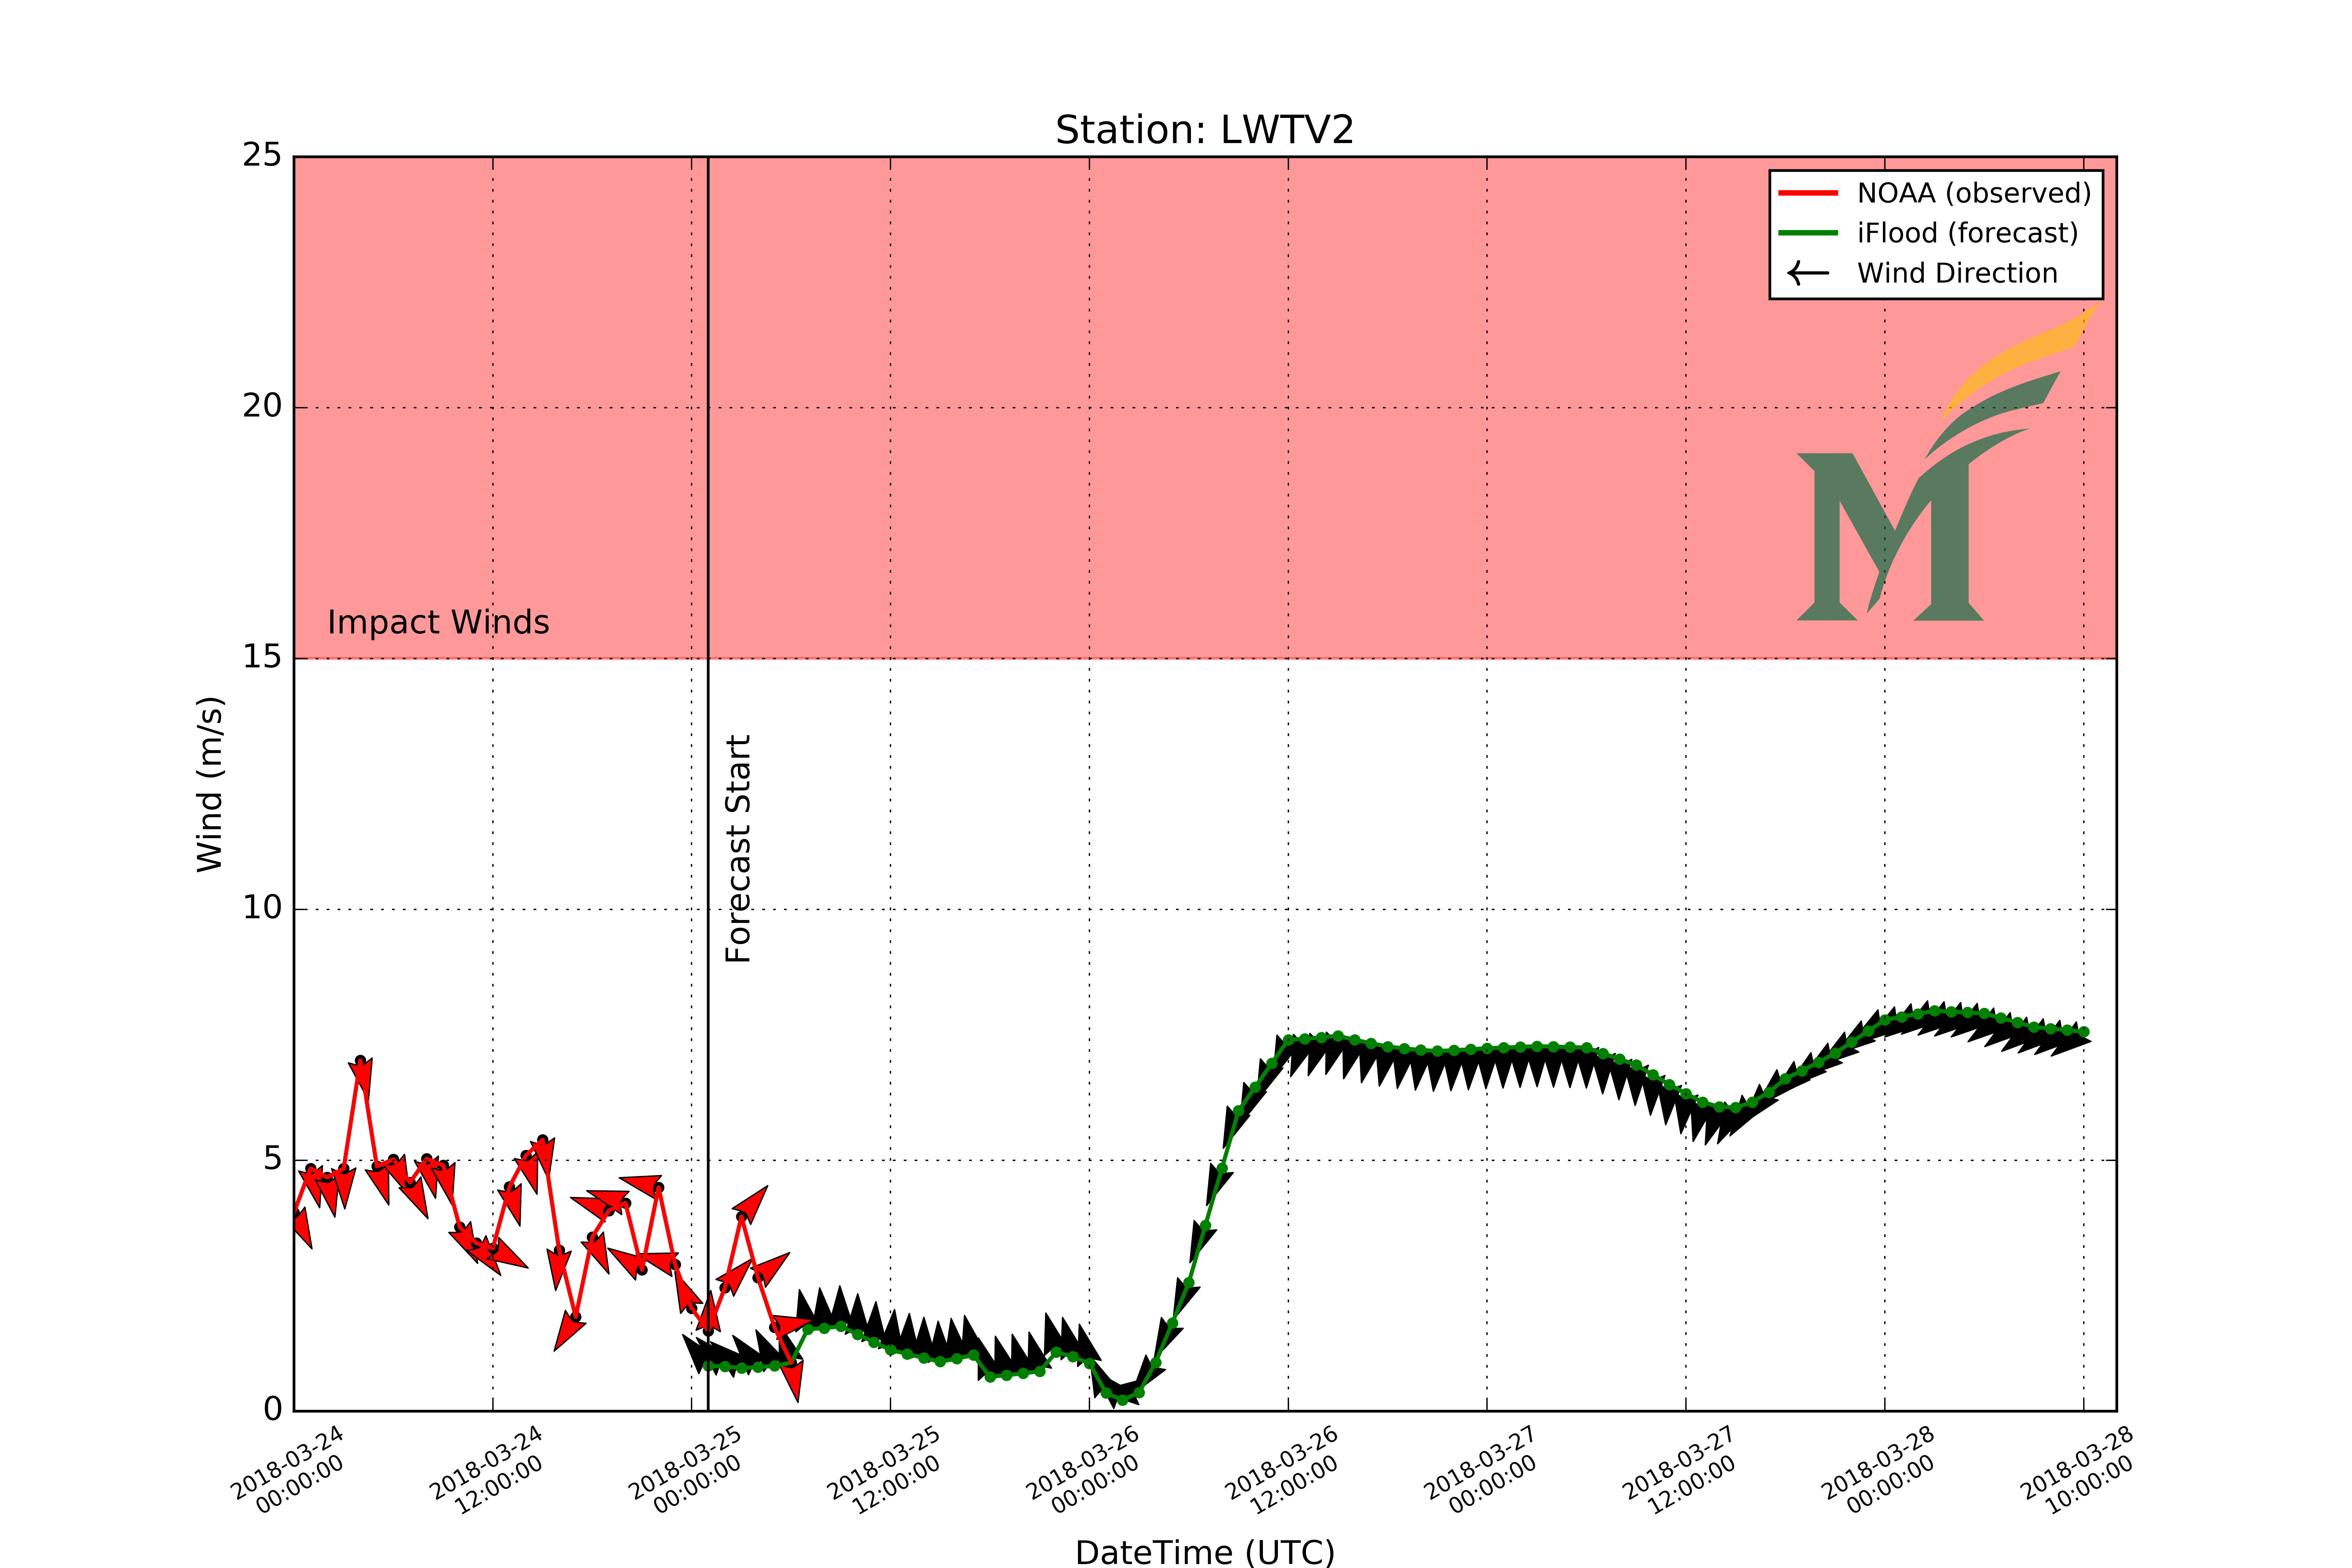 Station: LWTV2
25
20
15
10
5
0
Wind (m/s)
NOAA (observed)
iFlood (forecast)
Wind Direction
M
Impact Winds
Forecast Start
2018-03-24
00:00:00
2018-03-24
12:00:00
2018-03-25
00:00:00
2018-03-25
12:00:00
2018-03-26
00:00:00
2018-03-26
12:00:00
2018-03-27
00:00:00
2018-03-27
12:00:00
2018-03-28
00:00:00
2018-03-28
10:00:00
DateTime (UTC)